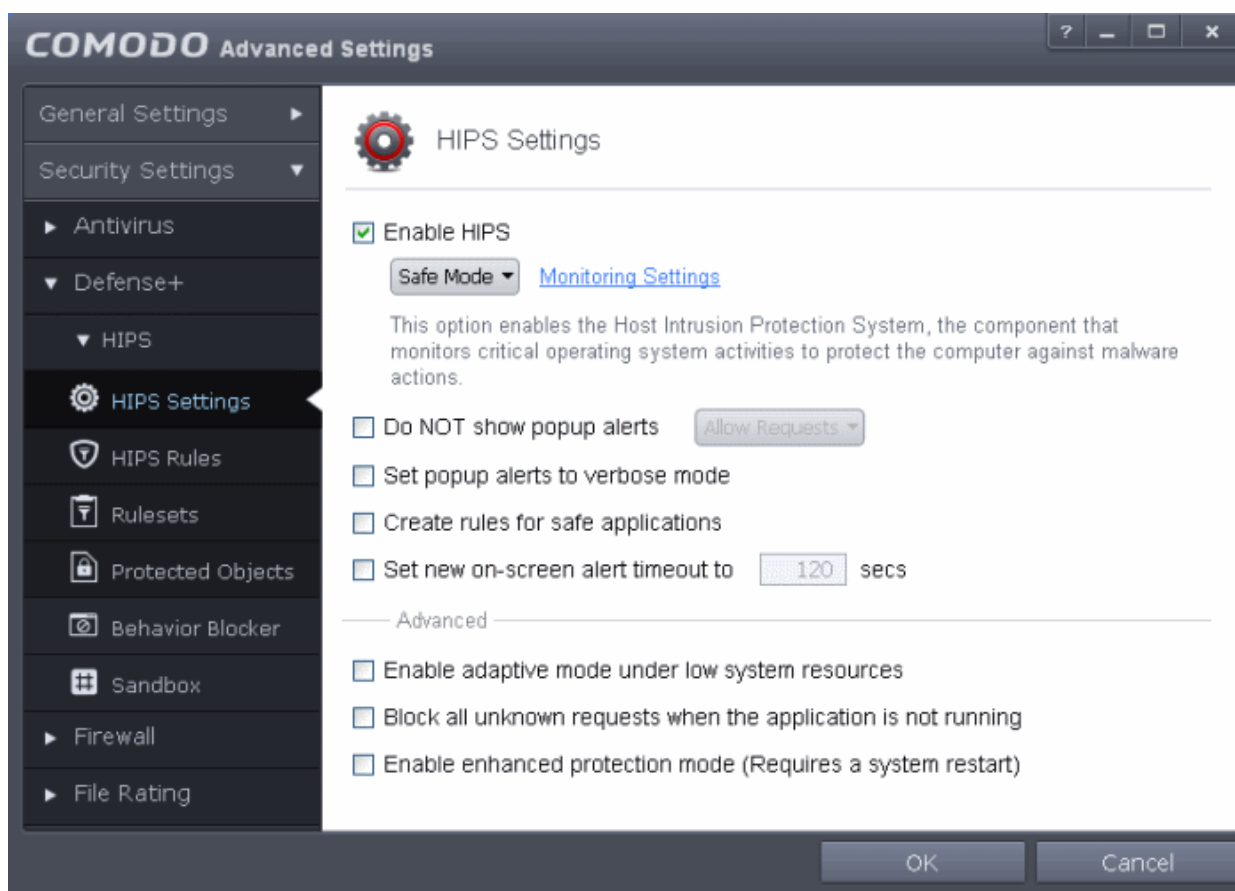 COMODO Advanced Settings
?
General Settings
Security Settings
Antivirus
Defense+
HIPS
HIPS Settings
HIPS Rules
Rulesets
Protected Objects
Behavior Blocker
Sandbox
Firewall
File Rating
HIPS Settings
Enable HIPS
Safe Mode Monitoring Settings
This option enables the Host Intrusion Protection System, the component that
monitors critical operating system activities to protect the computer against malware
actions.
Do NOT show popup alerts Allow Requests
Set popup alerts to verbose mode
Create rules for safe applications
Set new on-screen alert timeout to 120 secs
Advanced
Enable adaptive mode under low system resources
Block all unknown requests when the application is not running
Enable enhanced protection mode (Requires a system restart)
OK Cancel